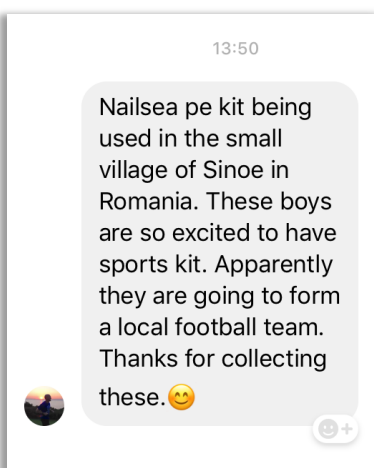 13:50
Nailsea pe kit being
used in the small
village of Sinoe in
Romania. These boys
are so excited to have
sports kit. Apparently
they are going to form
a local football team.
Thanks for collecting
these.😊